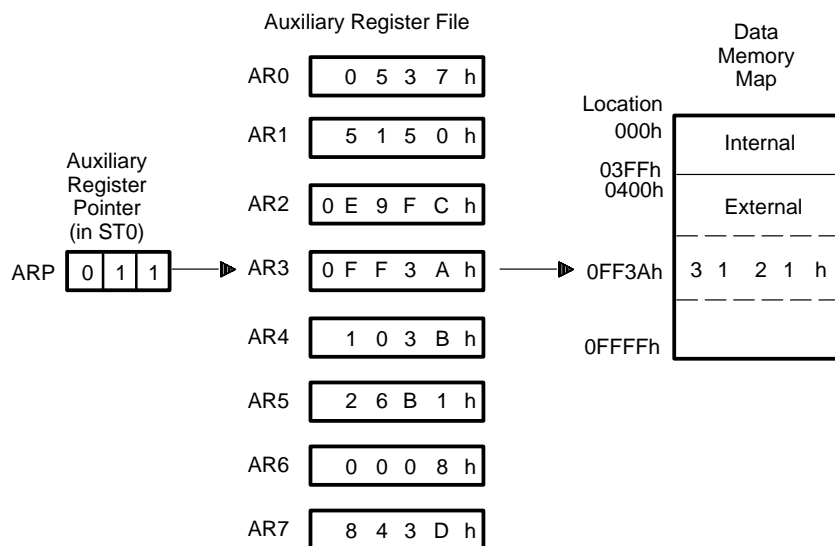 Auxiliary Register File
Data
Memory
Map
AR0 0 5 3 7 h
Location
000h
Internal
AR1 5 1 5 0 h
03FFh
0400h
Auxiliary
Register
Pointer
(in ST0)
AR2 0 E 9 F C h
External
ARP 0 1 1
AR3 0 F F 3 A h
0FF3Ah 3 1 2 1 h
AR4 1 0 3 B h
0FFFFh
AR5 2 6 B 1 h
AR6 0 0 0 8 h
AR7 8 4 3 D h